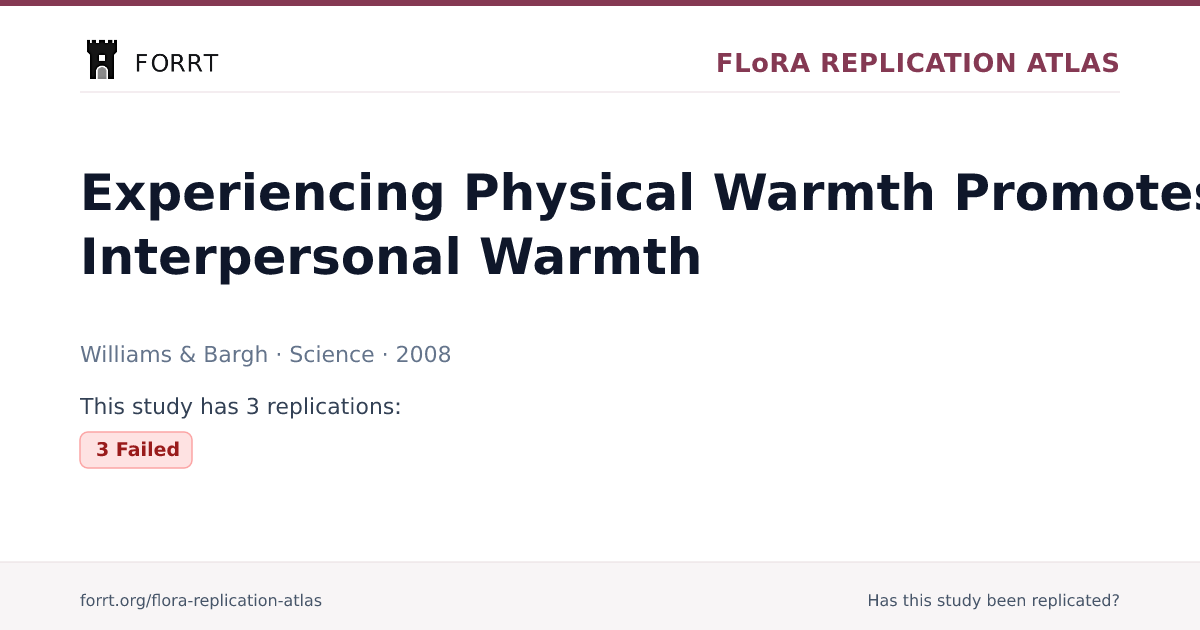 FORRT
FLoRA REPLICATION ATLAS
Experiencing Physical Warmth Promotes
Interpersonal Warmth
Williams & Bargh · Science · 2008
This study has 3 replications:
3 Failed
forrt.org/flora-replication-atlas
Has this study been replicated?